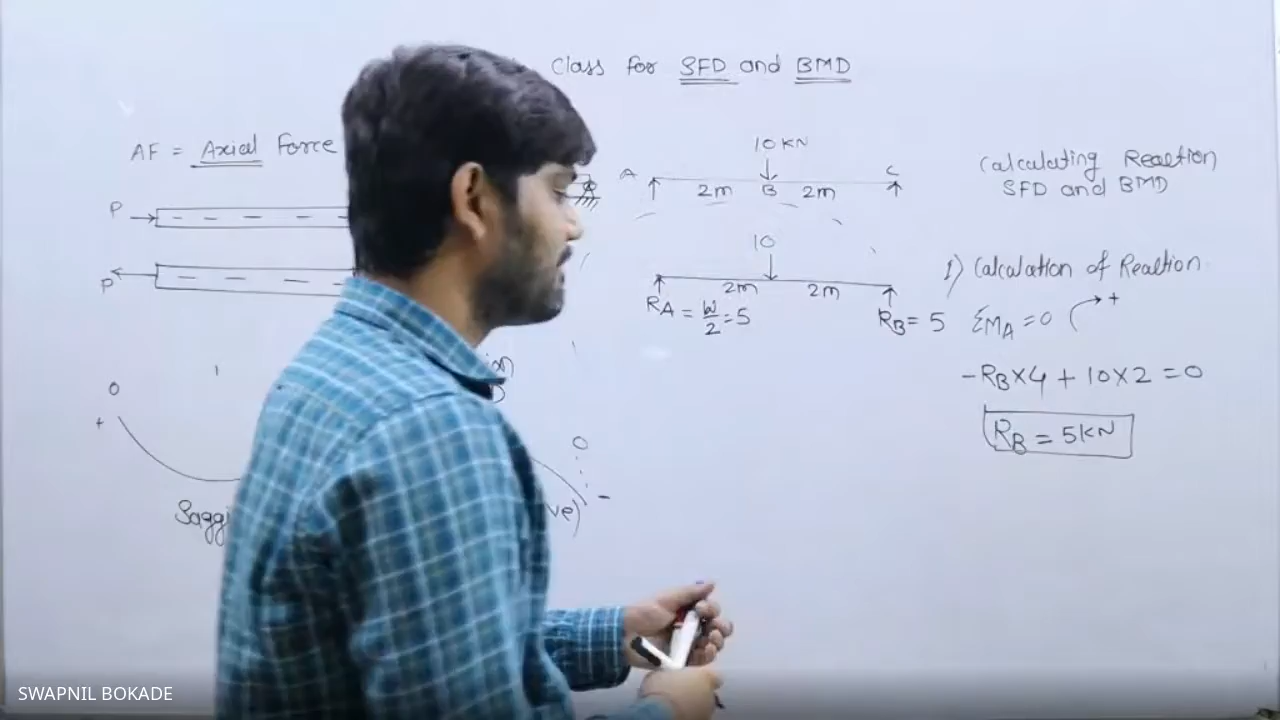 Class for SFD and BMD
AF = Axial Force
P
P
0
+
Saggi
0
-
ve)
10 KN
A
C
2m B 2m
10
2m 2m
RA = W/2 = 5
RB = 5
Calculating Reaction
SFD and BMD
1) Calculation of Reaction
ΣMA = 0 +
-RB×4 + 10×2 = 0
RB = 5KN
SWAPNIL BOKADE